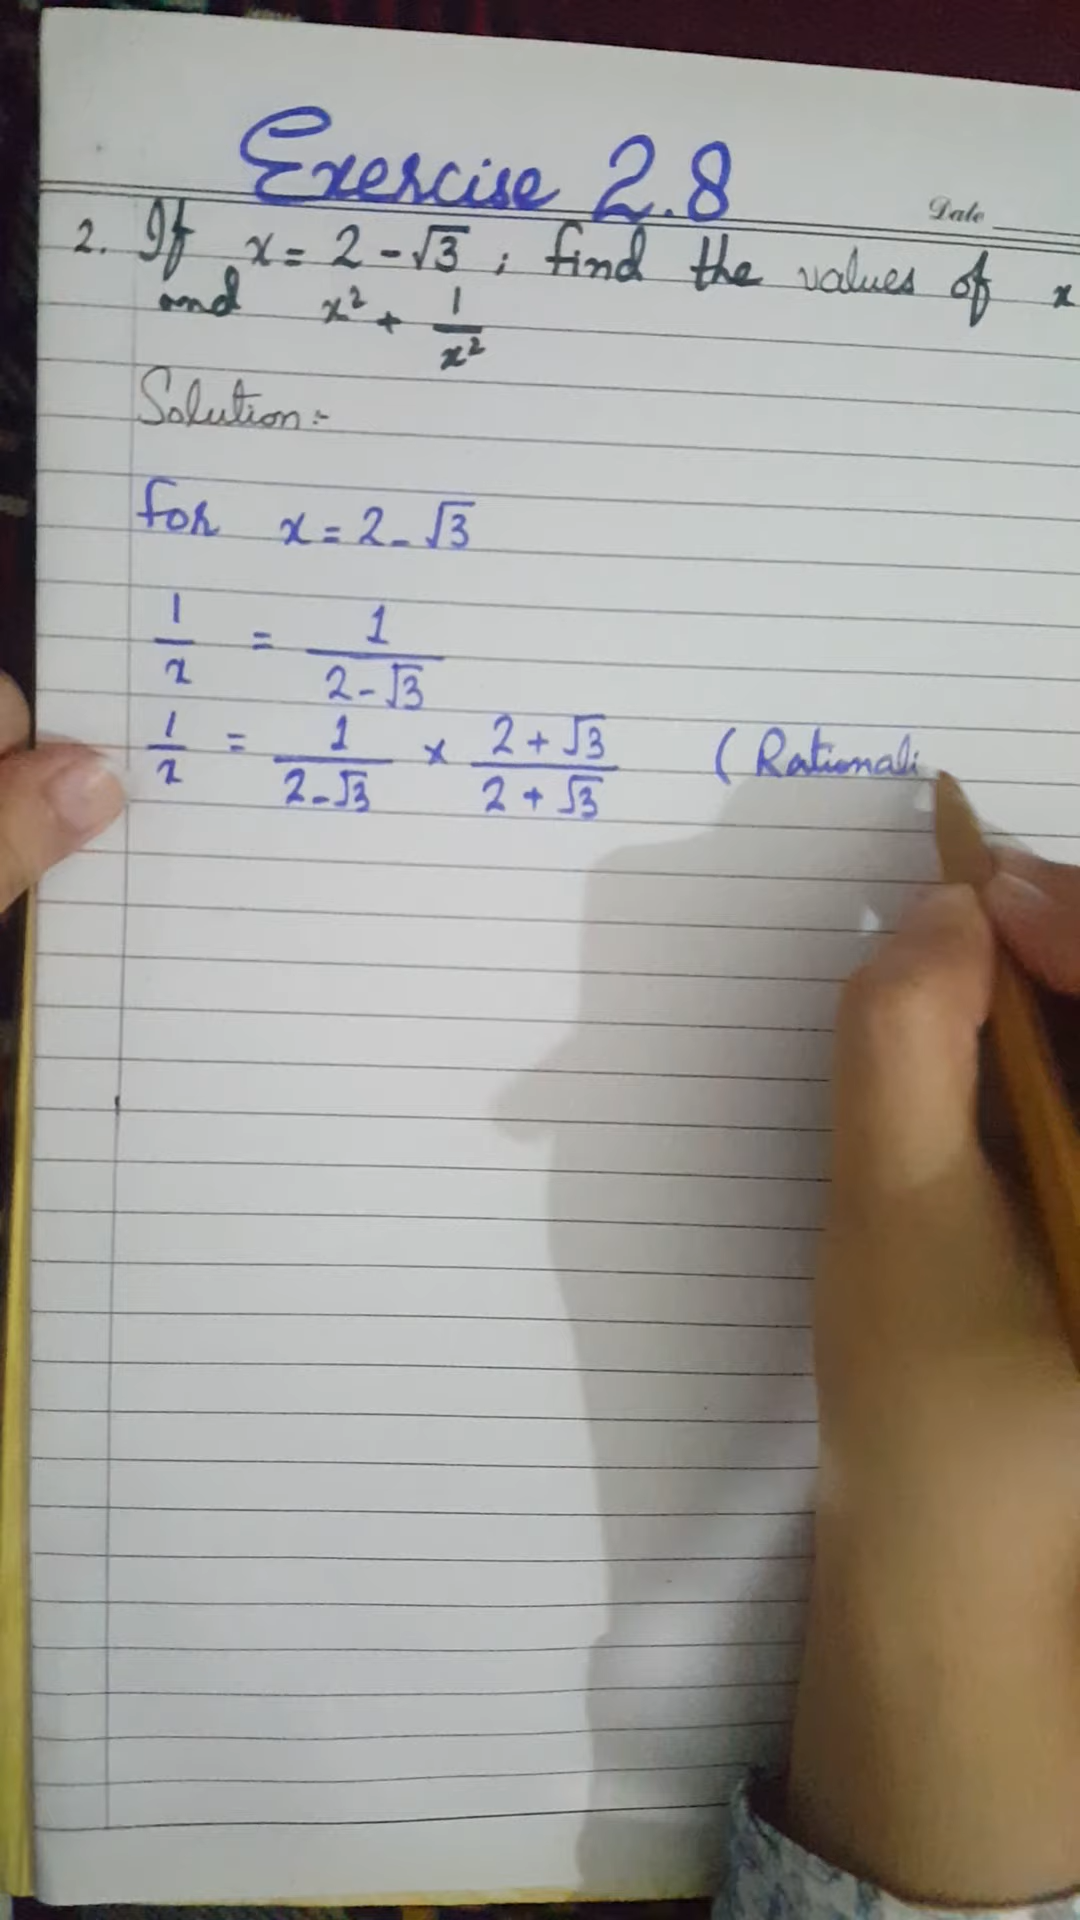 Exercise 2.8
Date
2. If x = 2 - √3 ; find the values of x
and x² + 1/x²
Solution:-
for x = 2 - √3
1/x = 1/(2 - √3)
1/x = 1/(2 - √3) × (2 + √3)/(2 + √3) (Rationali